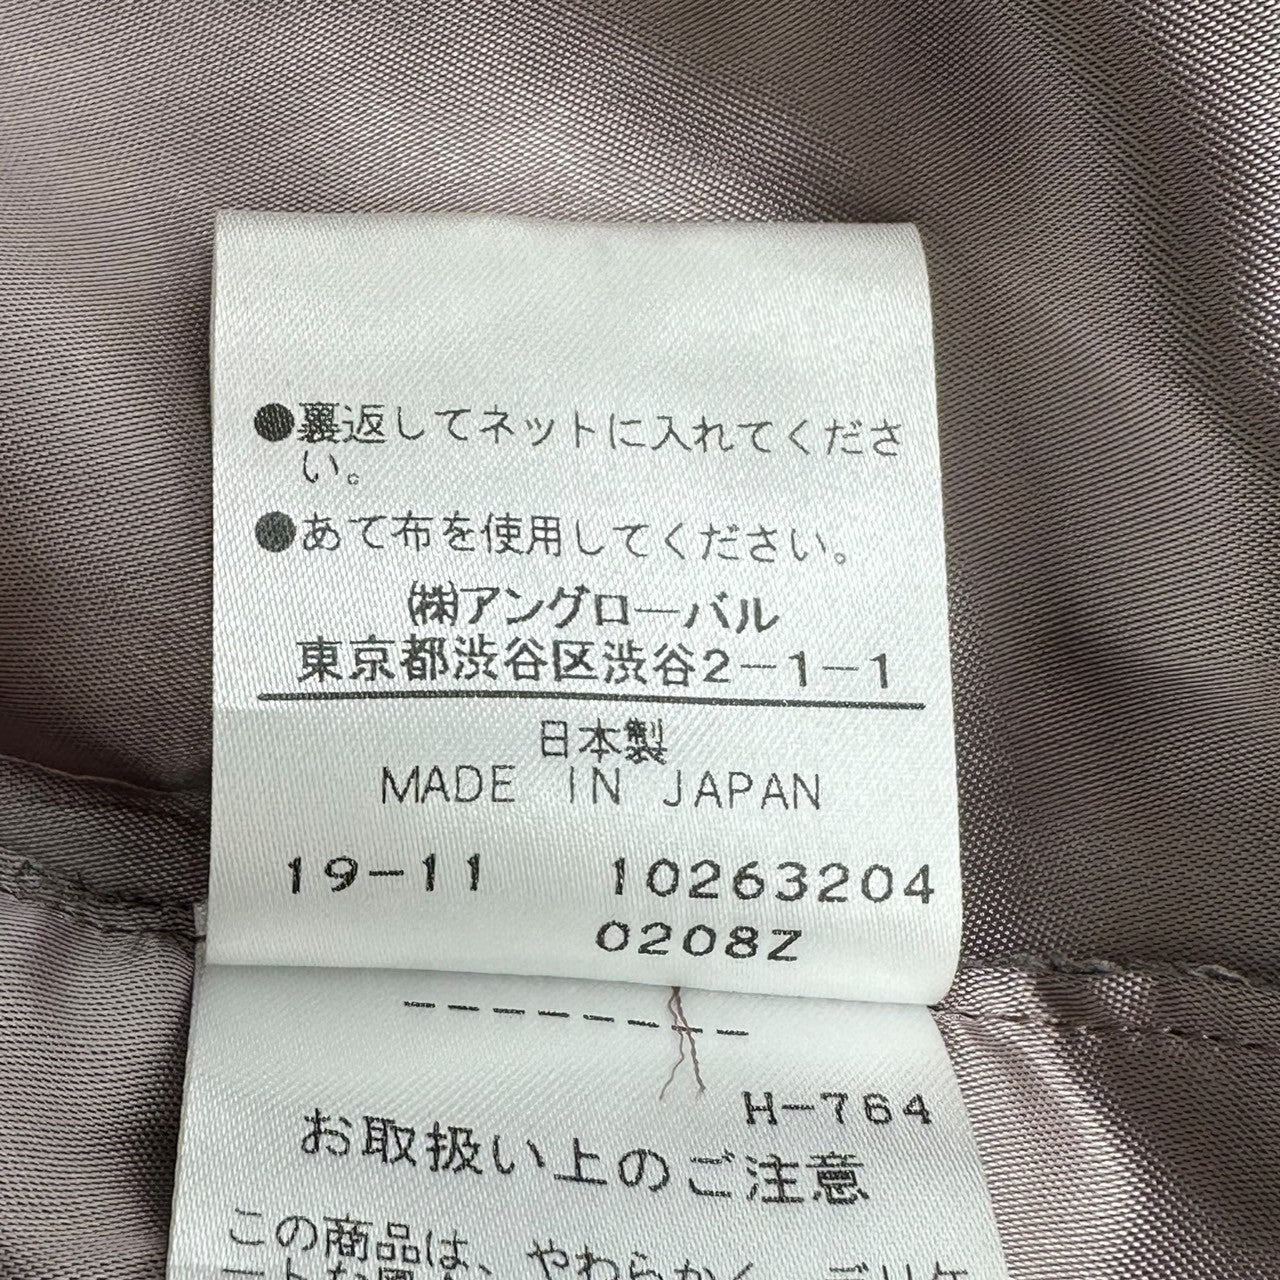 ●裏返してネットに入れてくださ
い。
●あて布を使用してください。
㈱アングローバル
東京都渋谷区渋谷2-1-1
日本製
MADE IN JAPAN
19-11 10263204
0208Z
--------
H-764
お取扱い上のご注意
この商品は、やわらかく、デリケ